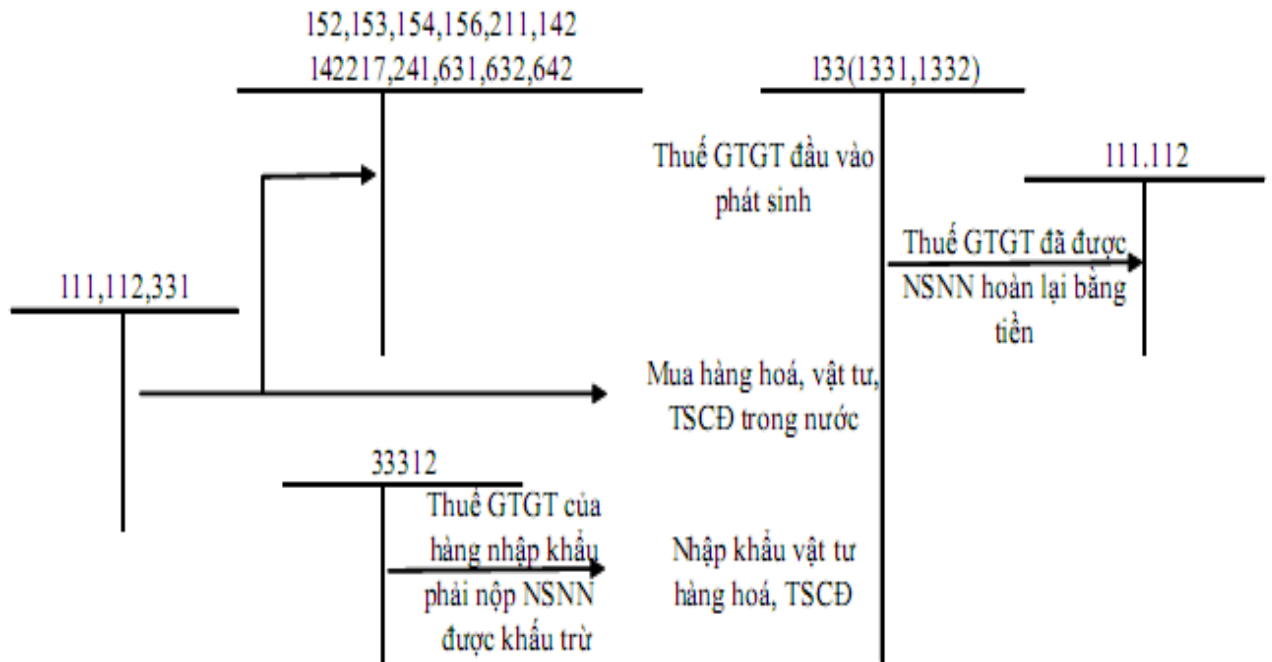 152,153,154,156,211,142
142217,241,631,632,642
133(1331,1332)
Thuế GTGT đầu vào
phát sinh
111.112
Thuế GTGT đã được
NSNN hoàn lại bằng
tiền
111,112,331
Mua hàng hoá, vật tư,
TSCĐ trong nước
33312
Thuế GTGT của
hàng nhập khẩu
phải nộp NSNN
được khấu trừ
Nhập khẩu vật tư
hàng hoá, TSCĐ